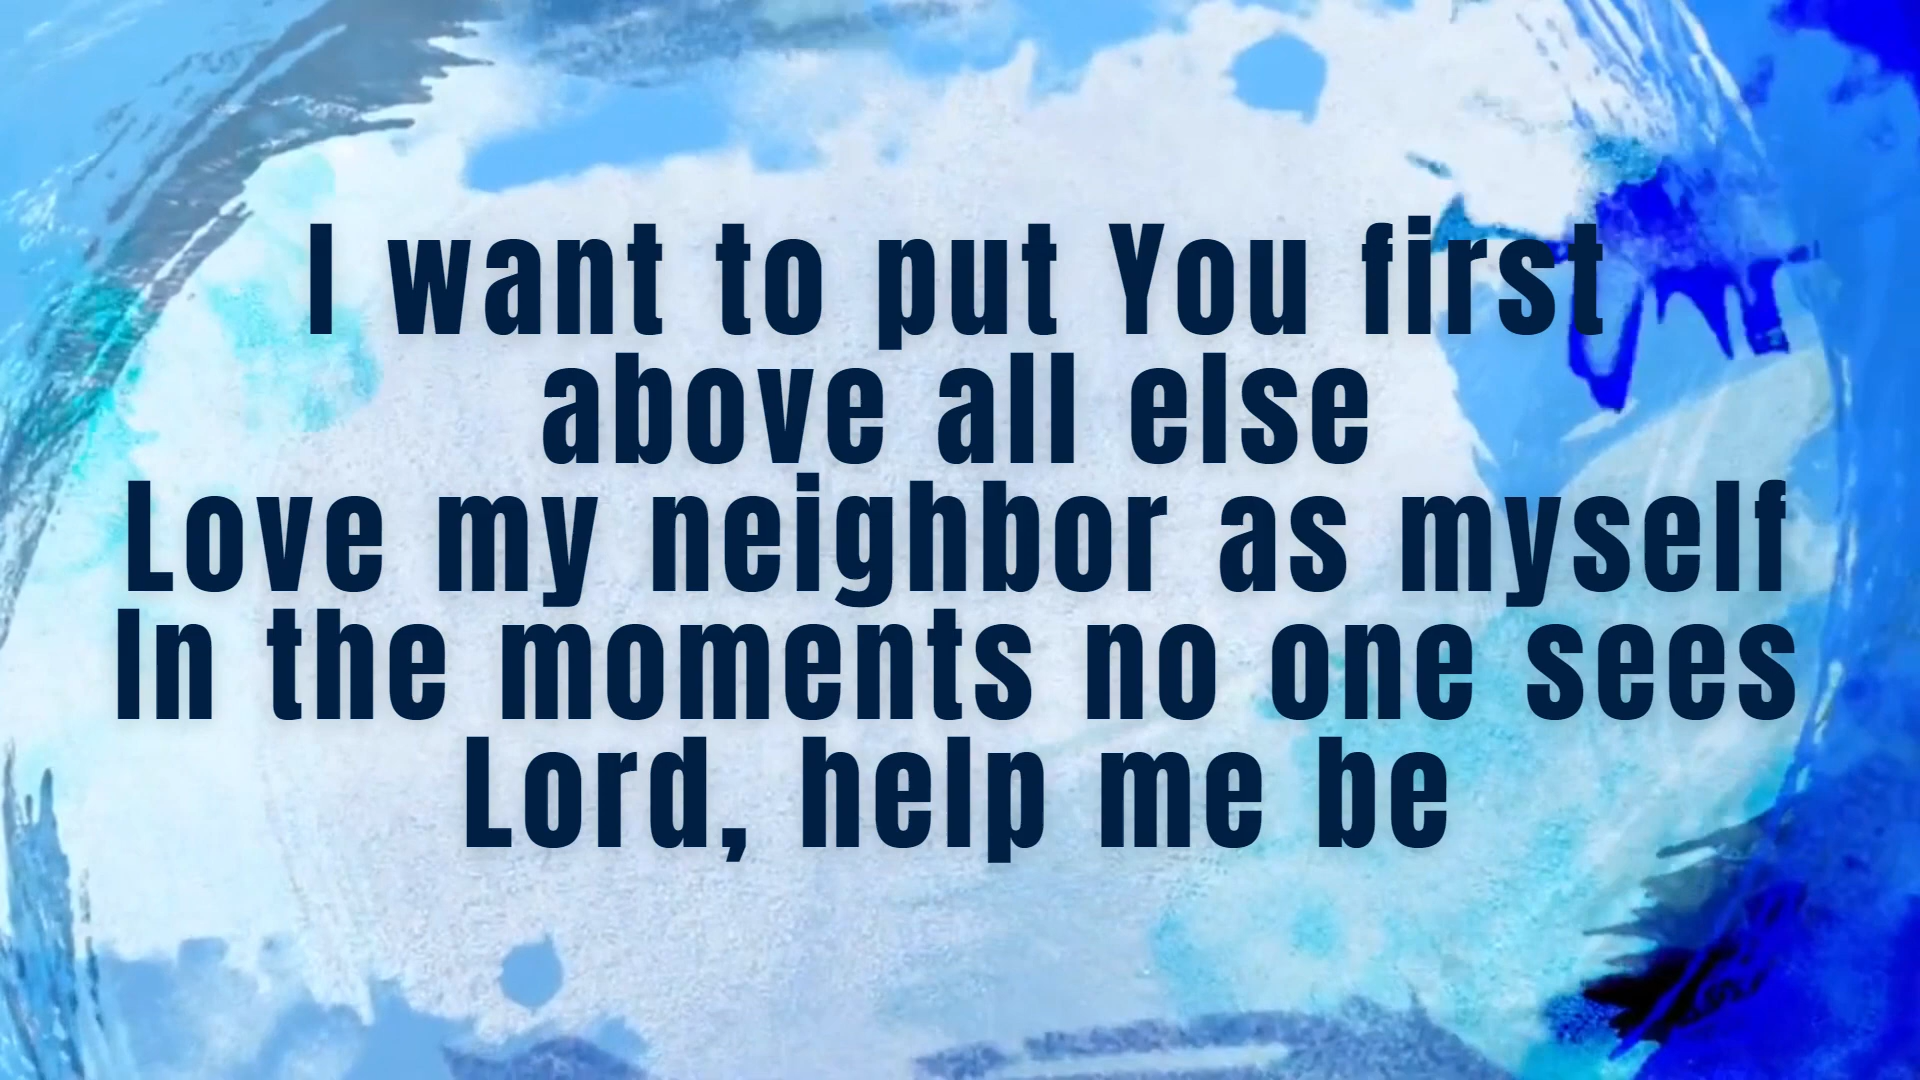 I want to put You first
above all else
Love my neighbor as myself
In the moments no one sees
Lord, help me be